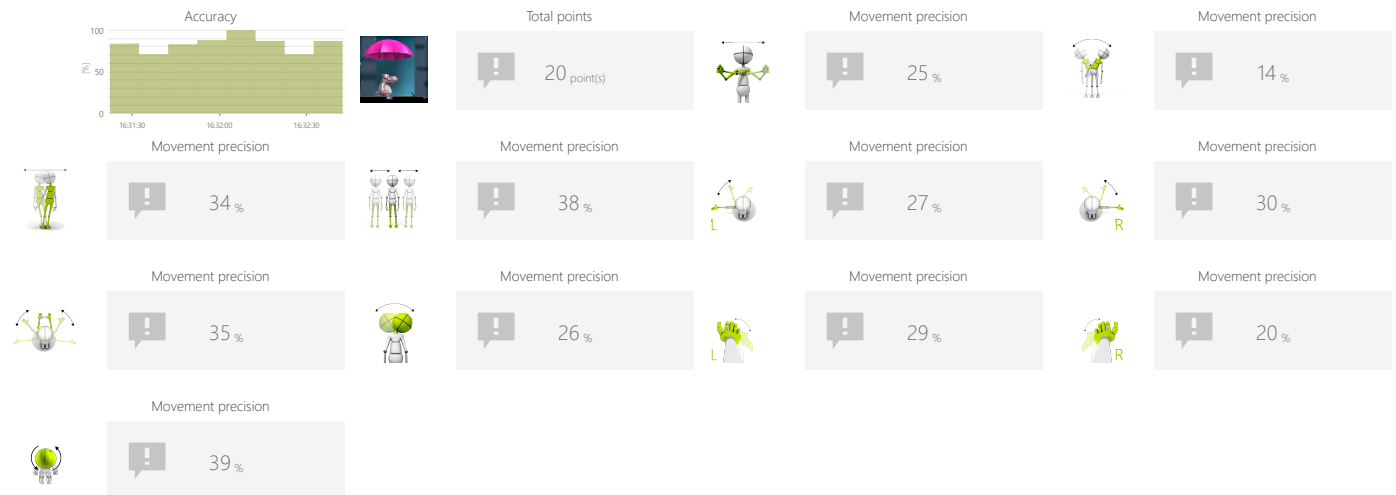 Accuracy
Total points
Movement precision
Movement precision
100
[%]
50
0
16:31:30
16:32:00
16:32:30
20 point(s)
25 %
14 %
Movement precision
Movement precision
Movement precision
Movement precision
34 %
38 %
L
27 %
R
30 %
Movement precision
Movement precision
Movement precision
Movement precision
35 %
26 %
L
29 %
R
20 %
Movement precision
39 %